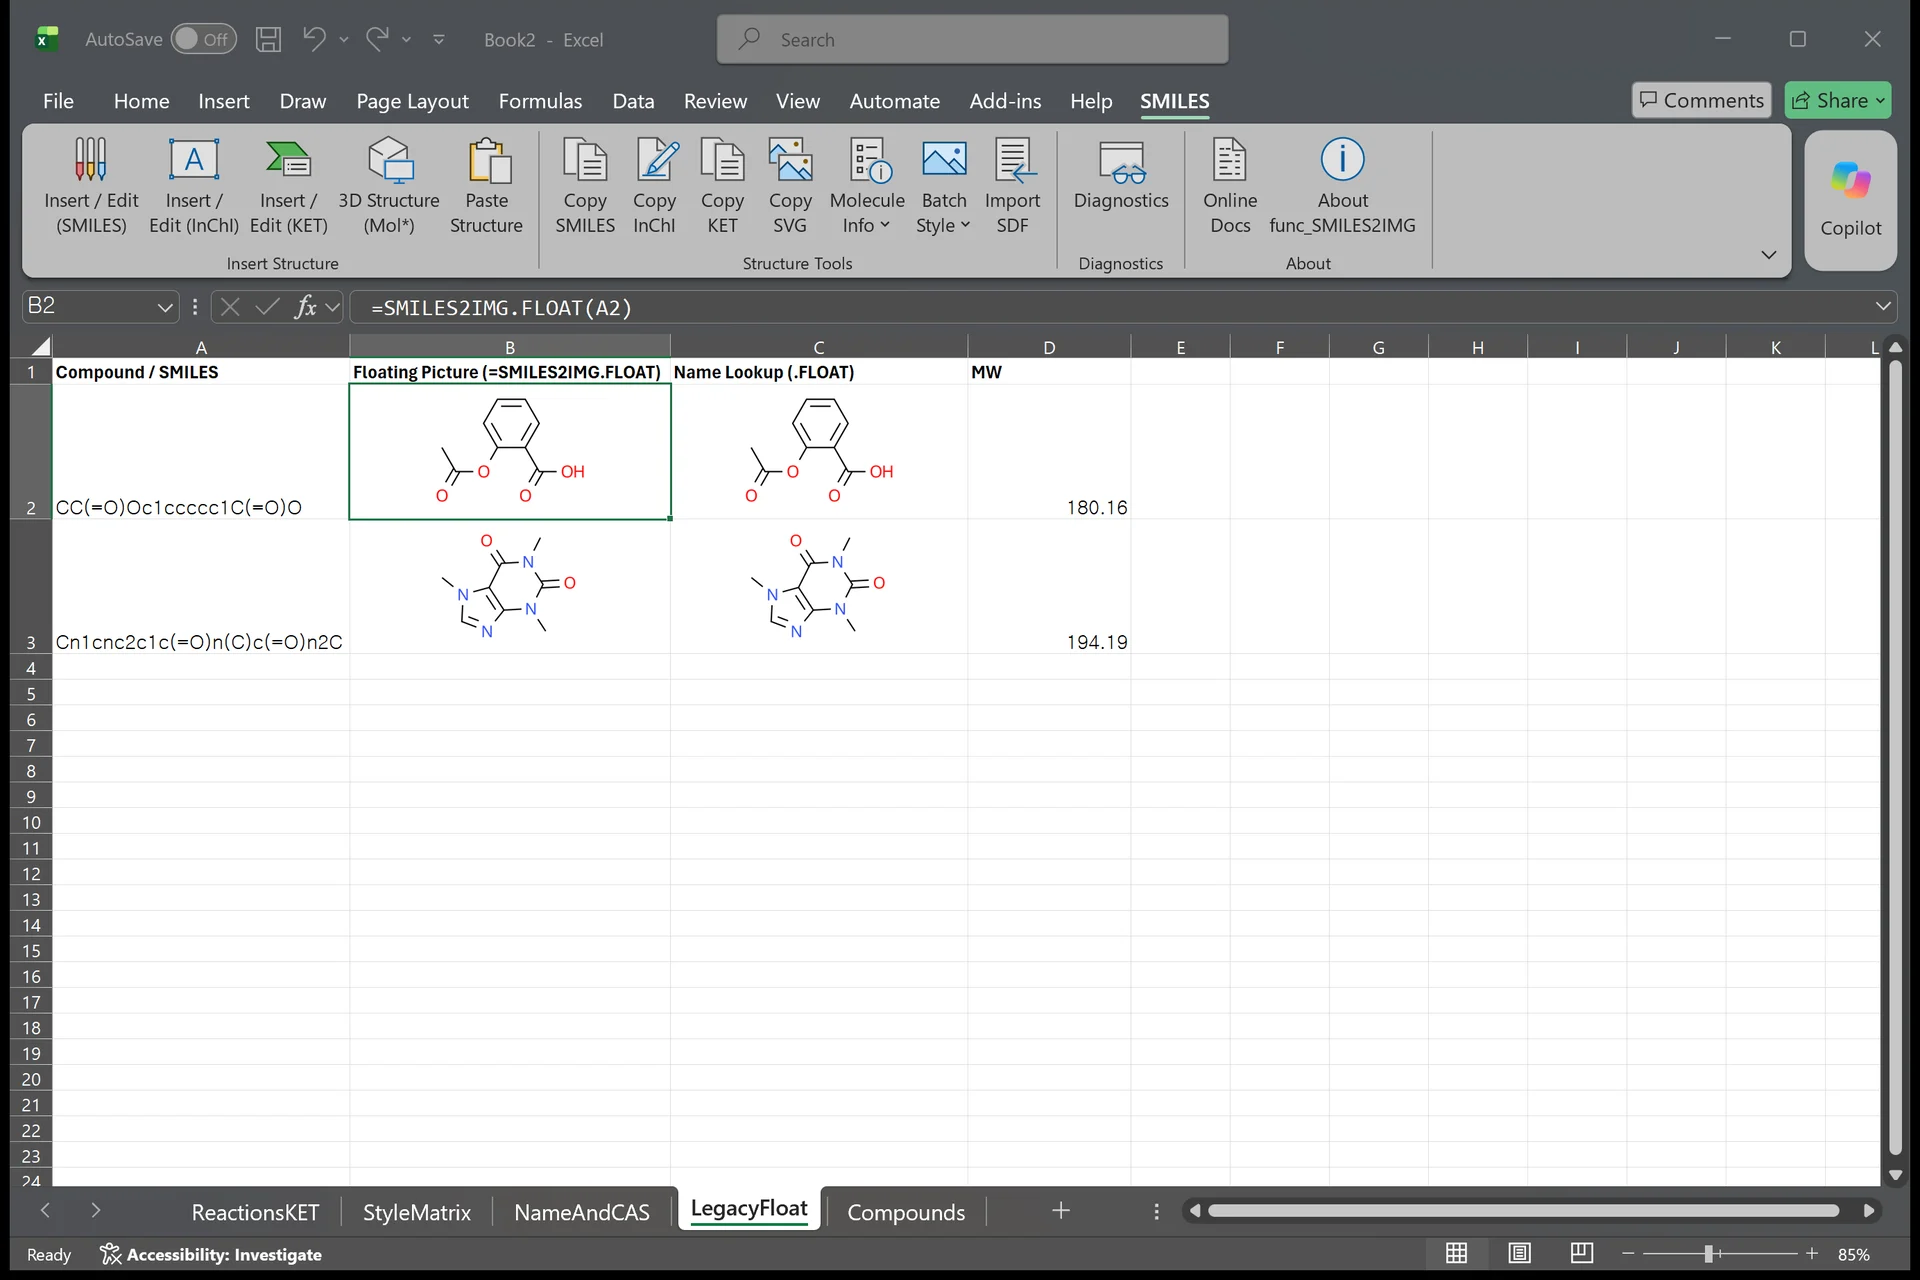 AutoSave Off Book2 - Excel Search
File Home Insert Draw Page Layout Formulas Data Review View Automate Add-ins Help SMILES Comments Share
Insert / Edit (SMILES)
Insert / Edit (InChI)
Insert / Edit (KET)
3D Structure (Mol*)
Paste Structure
Insert Structure
Copy SMILES
Copy InChI
Copy KET
Copy SVG
Molecule Info
Batch Style
Import SDF
Structure Tools
Diagnostics
Diagnostics
Online Docs
About func_SMILES2IMG
About
Copilot
B2 fx =SMILES2IMG.FLOAT(A2)
A B C D E F G H I J K L
1 Compound / SMILES Floating Picture (=SMILES2IMG.FLOAT) Name Lookup (.FLOAT) MW
O O OH O O O OH O
2 CC(=O)Oc1ccccc1C(=O)O 180.16
O N O N N N O N O N N N
3 Cn1cnc2c1c(=O)n(C)c(=O)n2C 194.19
4
5
6
7
8
9
10
11
12
13
14
15
16
17
18
19
20
21
22
23
24
ReactionsKET StyleMatrix NameAndCAS LegacyFloat Compounds
Ready Accessibility: Investigate 85%